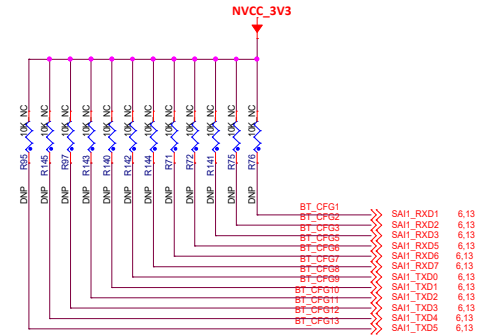 NVCC_3V3
DNP R95 10K_NC
DNP R145 10K_NC
DNP R97 10K_NC
DNP R143 10K_NC
DNP R140 10K_NC
DNP R142 10K_NC
DNP R144 10K_NC
DNP R71 10K_NC
DNP R72 10K_NC
DNP R141 10K_NC
DNP R75 10K_NC
DNP R76 10K_NC
BT_CFG1 SAI1_RXD1 6,13
BT_CFG2 SAI1_RXD2 6,13
BT_CFG3 SAI1_RXD3 6,13
BT_CFG5 SAI1_RXD5 6,13
BT_CFG6 SAI1_RXD6 6,13
BT_CFG7 SAI1_RXD7 6,13
BT_CFG8 SAI1_TXD0 6,13
BT_CFG9 SAI1_TXD1 6,13
BT_CFG10 SAI1_TXD2 6,13
BT_CFG11 SAI1_TXD3 6,13
BT_CFG12 SAI1_TXD4 6,13
BT_CFG13 SAI1_TXD5 6,13